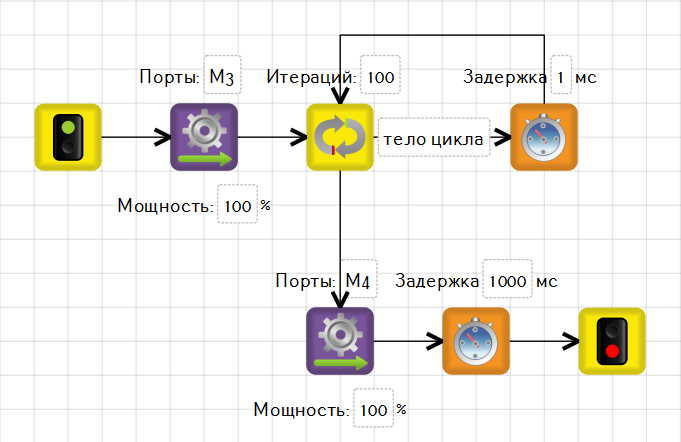 Порты: M3
Итераций: 100
Задержка 1 мс
тело цикла
Мощность: 100 %
Порты: M4
Задержка 1000 мс
Мощность: 100 %